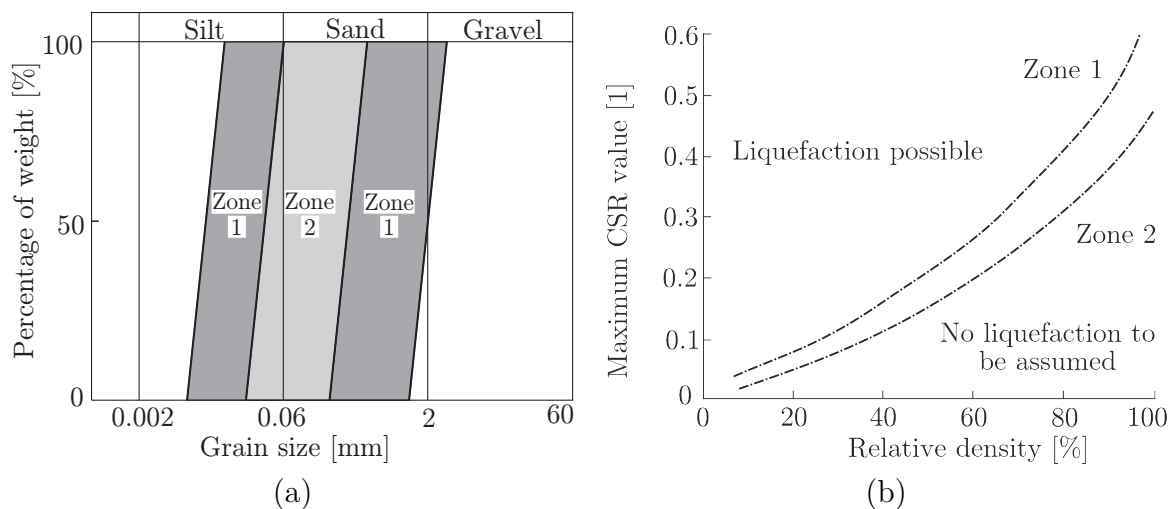 Silt Sand Gravel
100
50
0
Percentage of weight [%]
Zone
1
Zone
2
Zone
1
0.002 0.06 2 60
Grain size [mm]
(a)
0.6
0.5
0.4
0.3
0.2
0.1
0
Maximum CSR value [1]
Zone 1
Liquefaction possible
Zone 2
No liquefaction to
be assumed
0 20 40 60 80 100
Relative density [%]
(b)